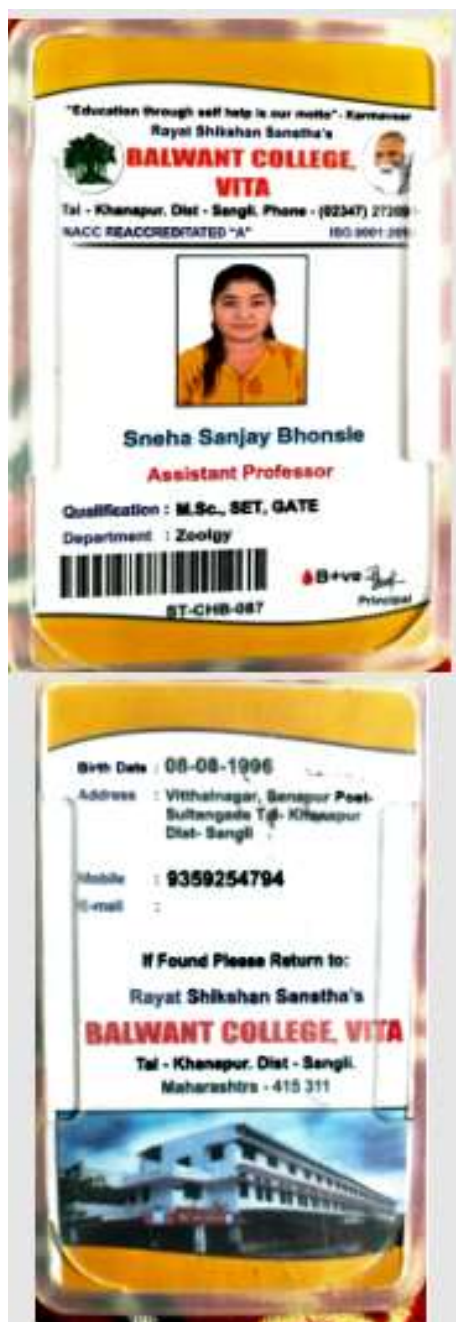 "Education through self help is our motto"- Karmaveer
Rayat Shikshan Sanstha's
BALWANT COLLEGE,
VITA
Tal - Khanapur. Dist - Sangli. Phone - (02347)
NACC REACCREDITATED "A" ISO:9001:
Sneha Sanjay Bhonsle
Assistant Professor
Qualification : M.Sc., SET, GATE
Department : Zoolgy
B+ve
ST-CHB-087
Principal
Birth Date : 08-08-1996
Address : Vitthalnagar, Benapur Post-
Sultangade Tal- Khanapur
Dist- Sangli
Mobile : 9359254794
E-mail :
If Found Please Return to:
Rayat Shikshan Sanstha's
BALWANT COLLEGE, VITA
Tal - Khanapur. Dist - Sangli.
Maharashtra - 415 311